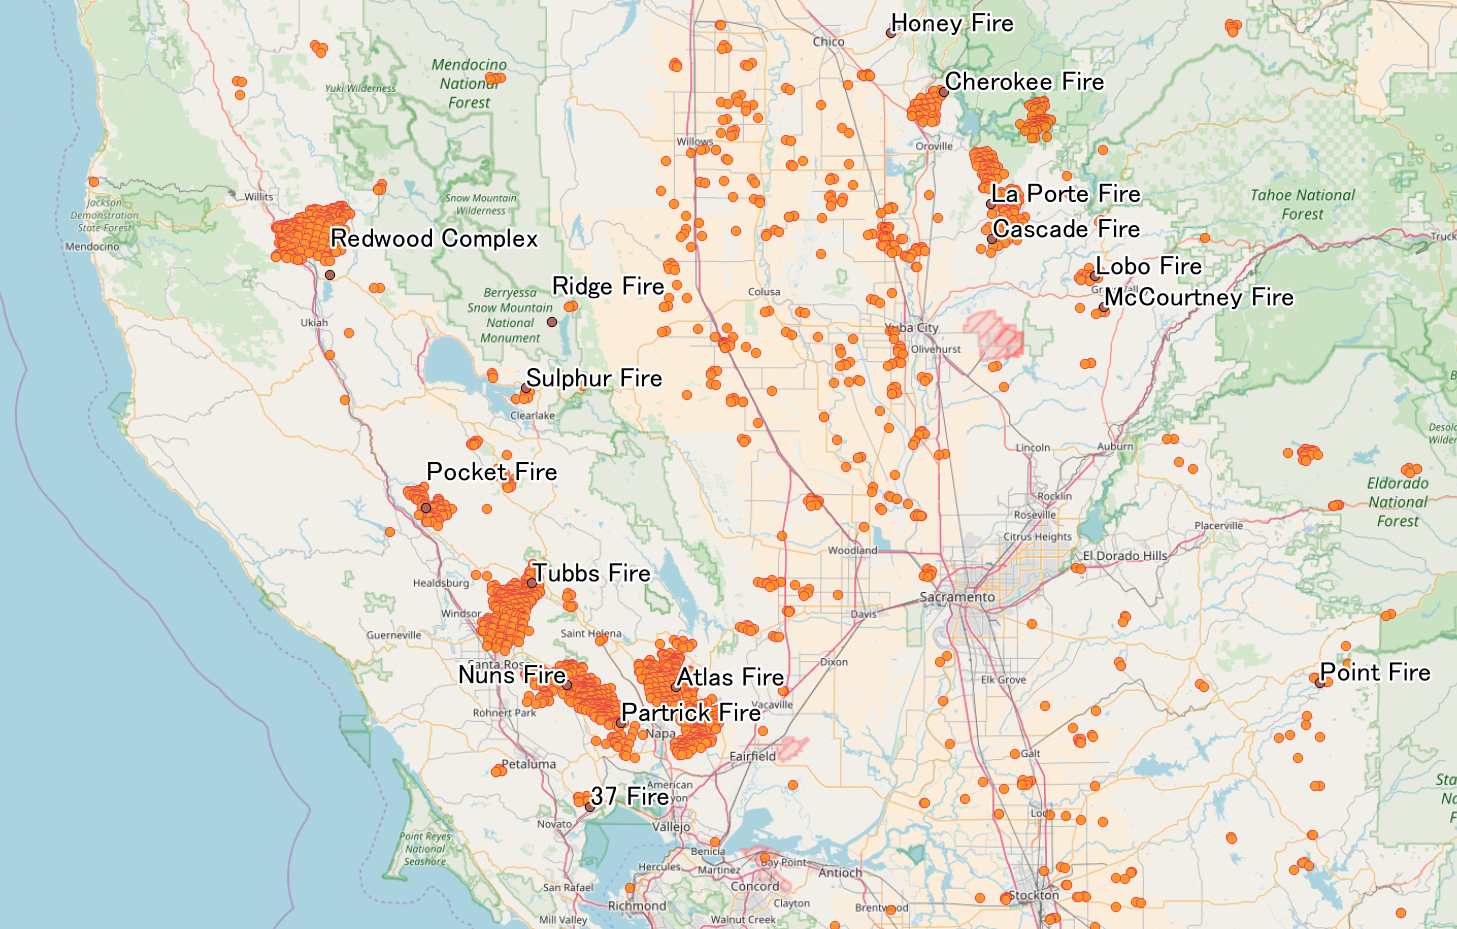 Honey Fire
Chico
Mendocino
National
Forest
Yuki Wilderness
Cherokee Fire
Willows
Oroville
Willits
Jackson
Demonstration
State Forest
Snow Mountain
Wilderness
La Porte Fire
Tahoe National
Forest
Mendocino
Redwood Complex
Cascade Fire
Truck
Lobo Fire
Ridge Fire
Berryessa
Snow Mountain
National
Monument
Colusa
McCourtney Fire
Ukiah
Yuba City
Olivehurst
Sulphur Fire
Clearlake
Lincoln
Auburn
Pocket Fire
Rocklin
Roseville
Eldorado
National
Forest
Placerville
Citrus Heights
Woodland
El Dorado Hills
Tubbs Fire
Healdsburg
Sacramento
Windsor
Davis
Guerneville
Saint Helena
Dixon
Santa Ros
Nuns Fire
Atlas Fire
Elk Grove
Point Fire
Rohnert Park
Partrick Fire
Vacaville
Napa
Petaluma
Fairfield
Galt
37 Fire
American
yon
Novato
Vallejo
Lod
Point Reyes
National
Seashore
Benicia
Hercules
Martinez
Bay Point
Antioch
San Rafael
Concord
Richmond
Clayton
Brentwood
Stockton
Mill Valley
Walnut Creek